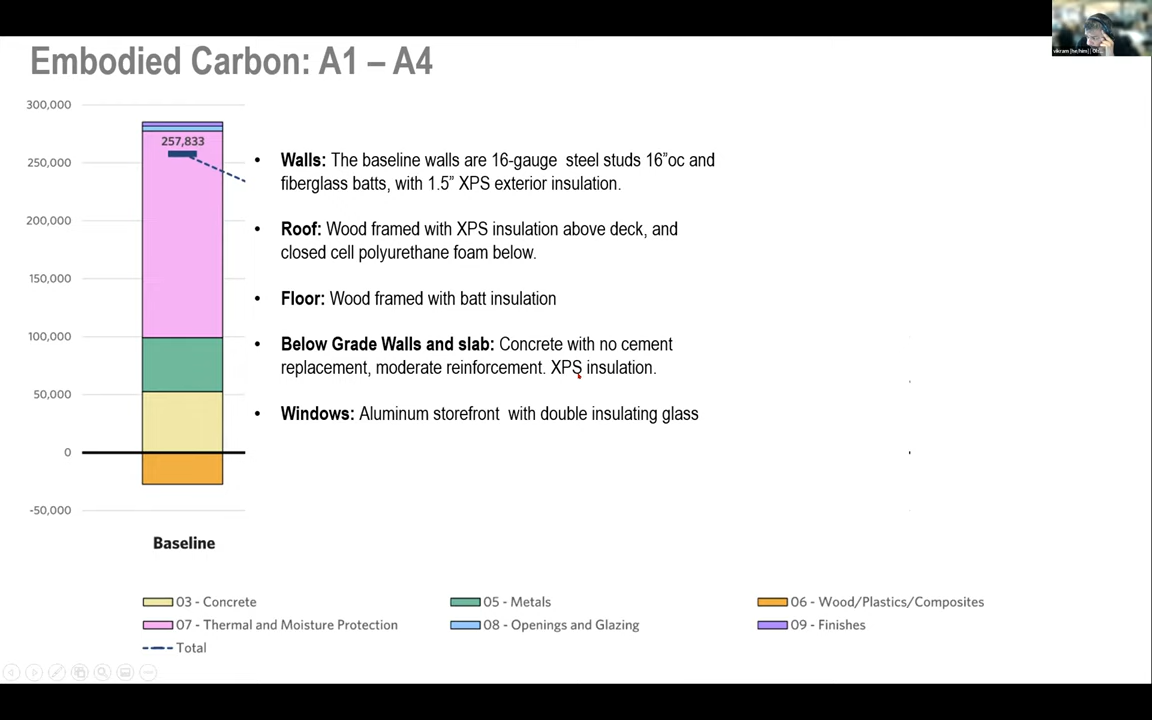 Embodied Carbon: A1 – A4
300,000
257,833
250,000
200,000
150,000
100,000
50,000
0
-50,000
Baseline
• Walls: The baseline walls are 16-gauge steel studs 16”oc and
fiberglass batts, with 1.5” XPS exterior insulation.
• Roof: Wood framed with XPS insulation above deck, and
closed cell polyurethane foam below.
• Floor: Wood framed with batt insulation
• Below Grade Walls and slab: Concrete with no cement
replacement, moderate reinforcement. XPS insulation.
• Windows: Aluminum storefront with double insulating glass
03 - Concrete
05 - Metals
06 - Wood/Plastics/Composites
07 - Thermal and Moisture Protection
08 - Openings and Glazing
09 - Finishes
Total
vikram [he/him] |